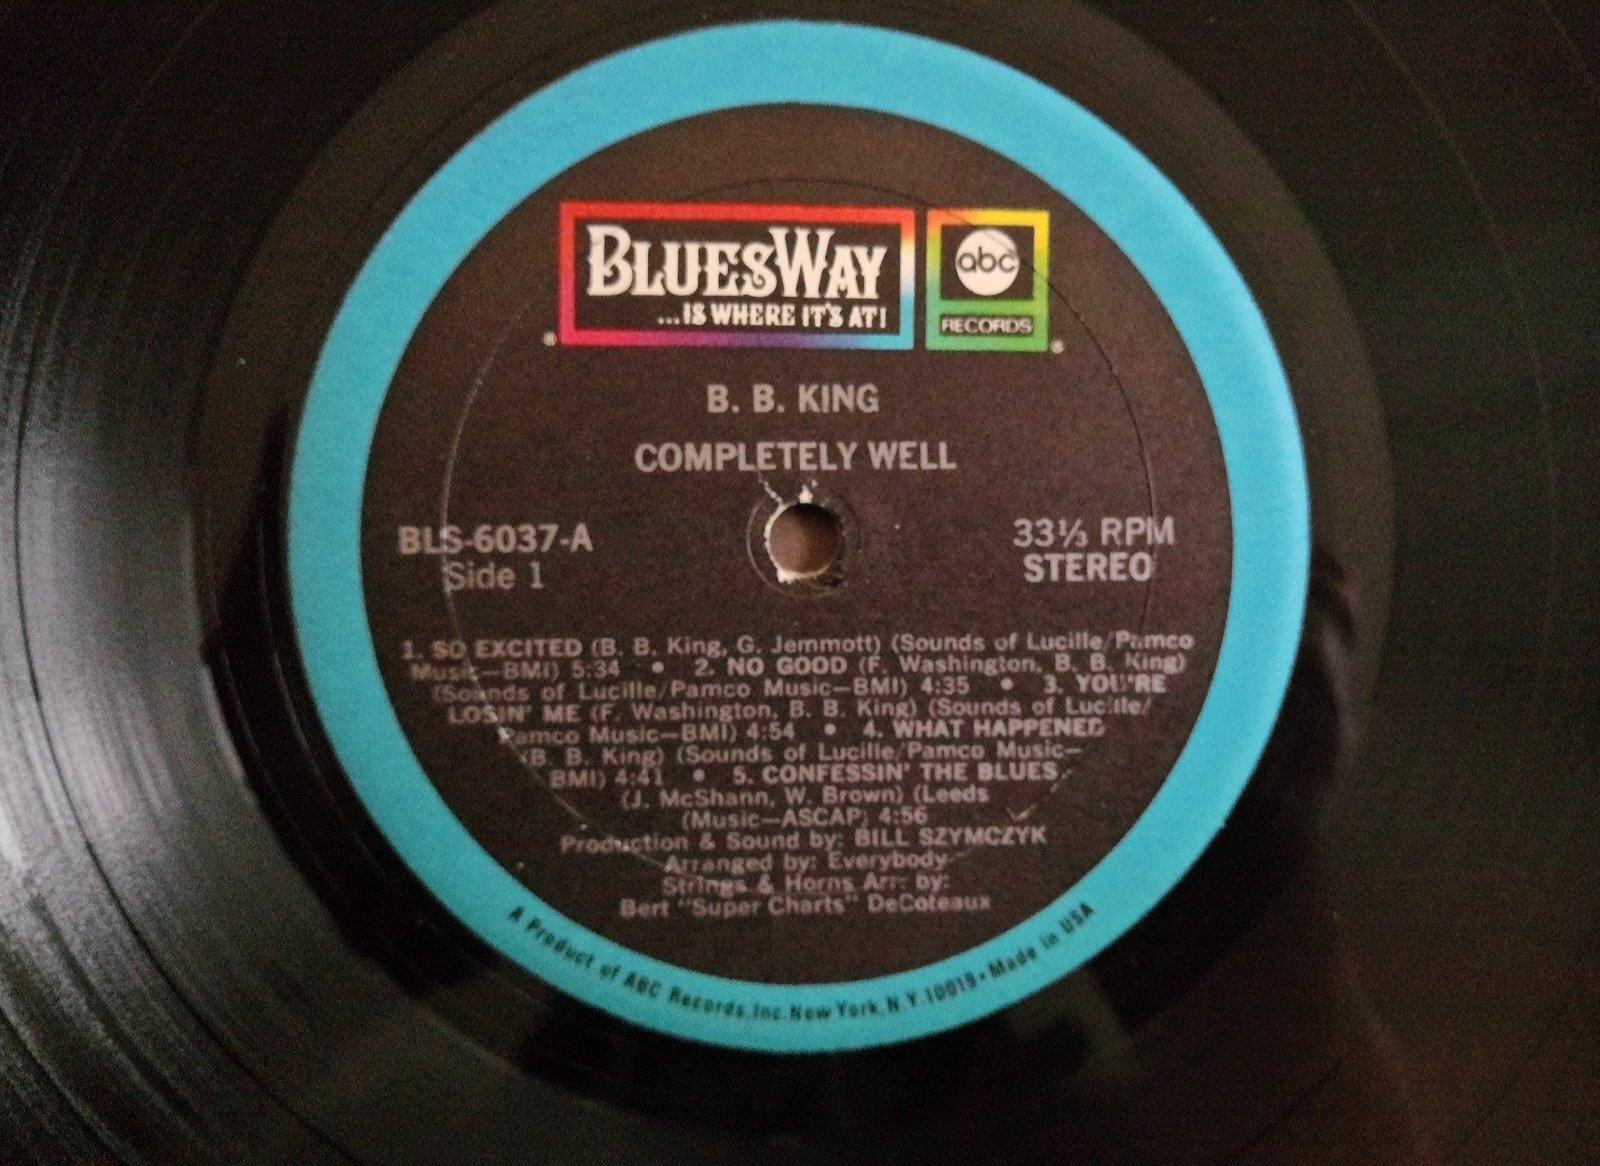 BLUESWAY
...IS WHERE IT'S AT!
®
abc
RECORDS
®
B. B. KING
COMPLETELY WELL
BLS-6037-A
Side 1
33⅓ RPM
STEREO
1. SO EXCITED (B. B. King, G. Jemmott) (Sounds of Lucille/Pamco
Music—BMI) 5:34 • 2. NO GOOD (F. Washington, B. B. King)
(Sounds of Lucille/Pamco Music—BMI) 4:35 • 3. YOU'RE
LOSIN' ME (F. Washington, B. B. King) (Sounds of Lucille/
Pamco Music—BMI) 4:54 • 4. WHAT HAPPENED
(B. B. King) (Sounds of Lucille/Pamco Music—
BMI) 4:41 • 5. CONFESSIN' THE BLUES
(J. McShann, W. Brown) (Leeds
(Music—ASCAP) 4:56
Production & Sound by: BILL SZYMCZYK
Arranged by: Everybody
Strings & Horns Arr. by:
Bert "Super Charts" DeCoteaux
A Product of ABC Records, Inc. New York, N.Y. 10019 • Made in USA